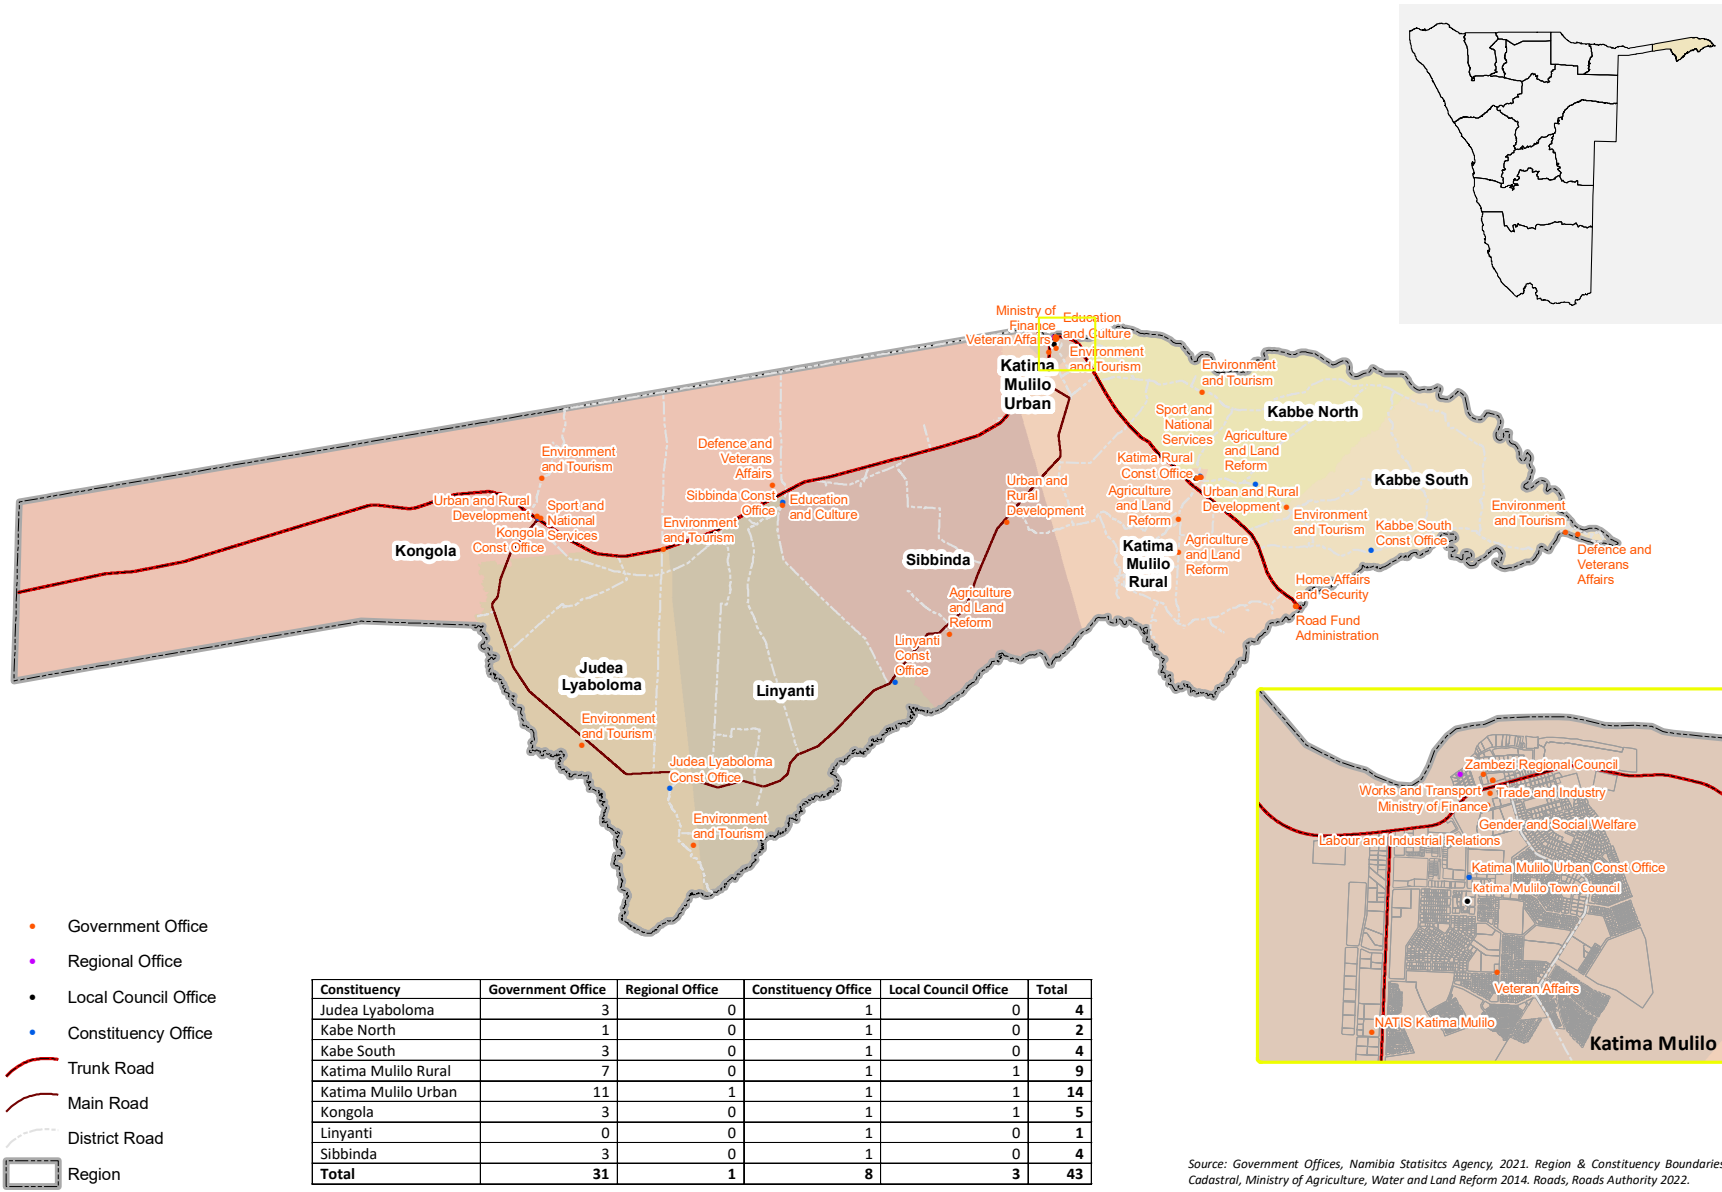 Ministry of
Finance
Education
and Culture
Veteran Affairs
Environment
and Tourism
Katima
Mulilo
Urban
Environment
and Tourism
Kabbe North
Sport and
National
Services
Agriculture
and Land
Reform
Defence and
Veterans
Affairs
Environment
and Tourism
Katima Rural
Const Office
Kabbe South
Urban and
Rural
Development
Agriculture
and Land
Reform
Urban and Rural
Development
Sibbinda Const
Office
Education
and Culture
Urban and Rural
Development
Sport and
National
Services
Kongola
Const Office
Environment
and Tourism
Environment
and Tourism
Kabbe South
Const Office
Environment
and Tourism
Defence and
Veterans
Affairs
Kongola
Sibbinda
Katima
Mulilo
Rural
Agriculture
and Land
Reform
Home Affairs
and Security
Road Fund
Administration
Agriculture
and Land
Reform
Linyanti
Const
Office
Judea
Lyaboloma
Linyanti
Environment
and Tourism
Judea Lyaboloma
Const Office
Environment
and Tourism
Zambezi Regional Council
Works and Transport
Trade and Industry
Ministry of Finance
Gender and Social Welfare
Labour and Industrial Relations
Katima Mulilo Urban Const Office
Katima Mulilo Town Council
Veteran Affairs
NATIS Katima Mulilo
Katima Mulilo
Government Office
Regional Office
Local Council Office
Constituency Office
Trunk Road
Main Road
District Road
Region
Constituency Government Office Regional Office Constituency Office Local Council Office Total
Judea Lyaboloma 3 0 1 0 4
Kabe North 1 0 1 0 2
Kabe South 3 0 1 0 4
Katima Mulilo Rural 7 0 1 1 9
Katima Mulilo Urban 11 1 1 1 14
Kongola 3 0 1 1 5
Linyanti 0 0 1 0 1
Sibbinda 3 0 1 0 4
Total 31 1 8 3 43
Source: Government Offices, Namibia Statisitcs Agency, 2021. Region & Constituency Boundaries
Cadastral, Ministry of Agriculture, Water and Land Reform 2014. Roads, Roads Authority 2022.